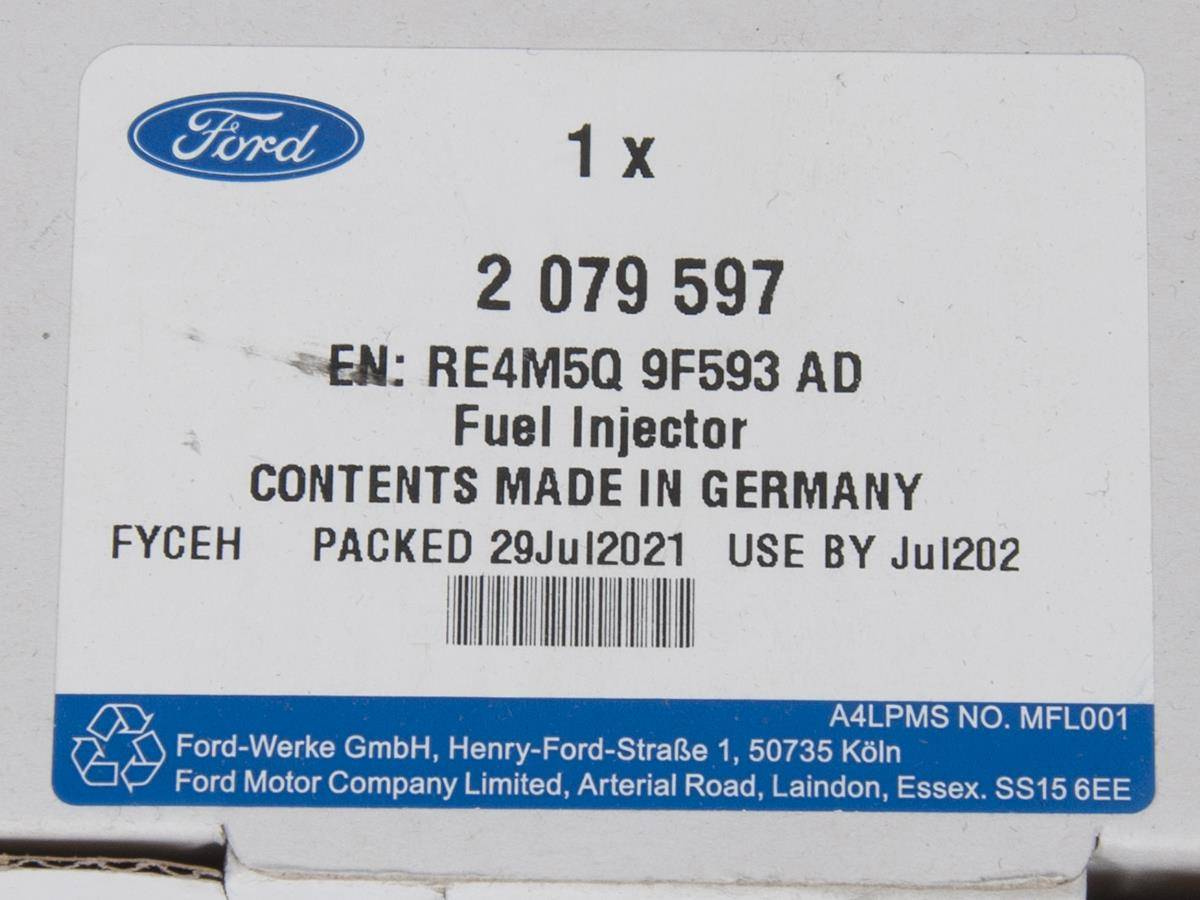 Ford
1 x
2 079 597
EN: RE4M5Q 9F593 AD
Fuel Injector
CONTENTS MADE IN GERMANY
FYCEH PACKED 29Jul2021 USE BY Jul202
A4LPMS NO. MFL001
Ford-Werke GmbH, Henry-Ford-Straße 1, 50735 Köln
Ford Motor Company Limited, Arterial Road, Laindon, Essex. SS15 6EE